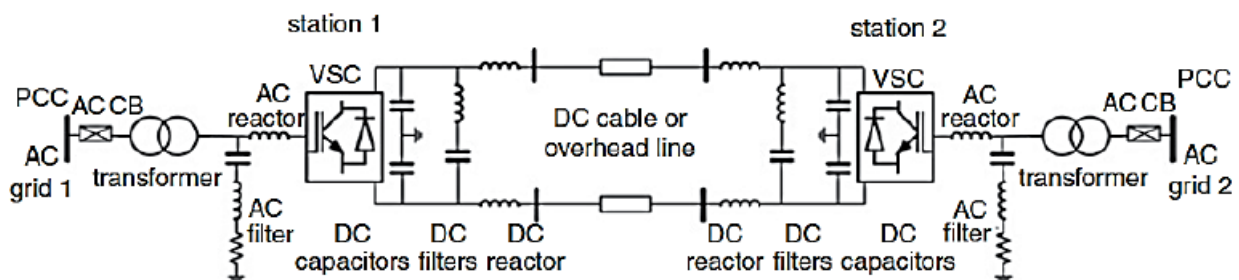 station 1
station 2
VSC
VSC
PCC
PCC
AC CB
AC
reactor
AC
reactor
AC CB
DC cable or
overhead line
AC
grid 1
transformer
transformer
AC
grid 2
AC
filter
AC
filter
DC
capacitors
DC
filters
DC
reactor
DC
reactor
DC
filters
DC
capacitors